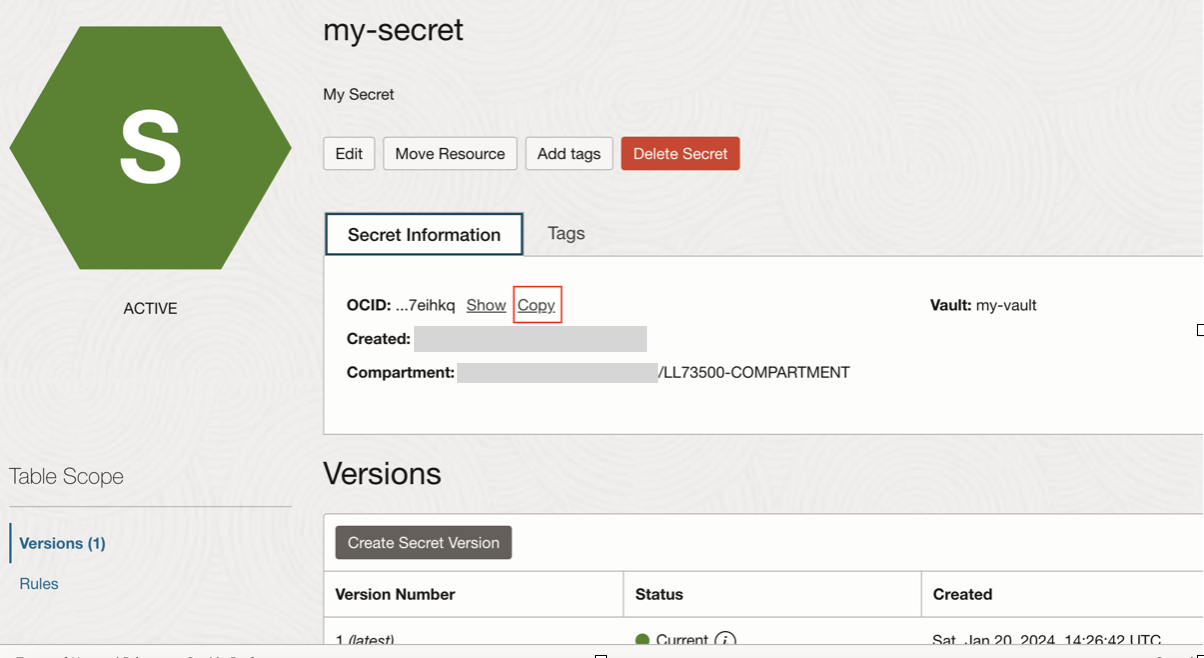 my-secret
S
My Secret
Edit Move Resource Add tags Delete Secret
Secret Information Tags
ACTIVE
OCID: ...7eihkq Show Copy Vault: my-vault
Created:
Compartment: /LL73500-COMPARTMENT
Table Scope
Versions
Versions (1)
Create Secret Version
Rules
Version Number Status Created
1 (latest) Current i Sat, Jan 20, 2024, 14:26:42 UTC